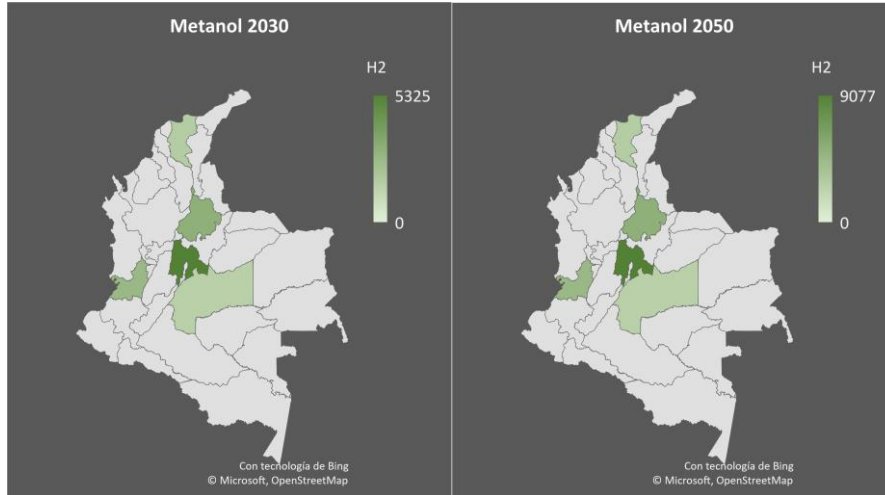 Metanol 2030
H2
5325
0
Con tecnología de Bing
© Microsoft, OpenStreetMap
Metanol 2050
H2
9077
0
Con tecnología de Bing
© Microsoft, OpenStreetMap